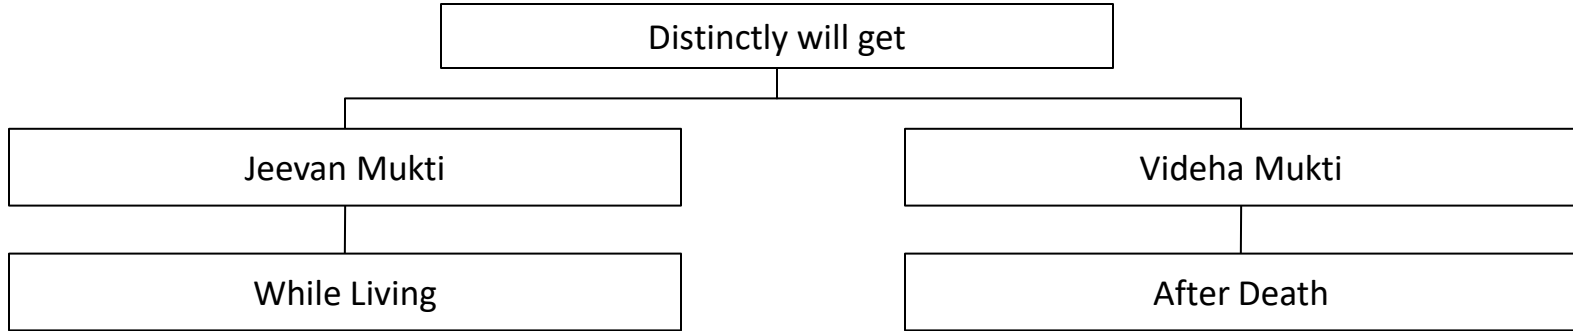 Distinctly will get
Jeevan Mukti
Videha Mukti
While Living
After Death